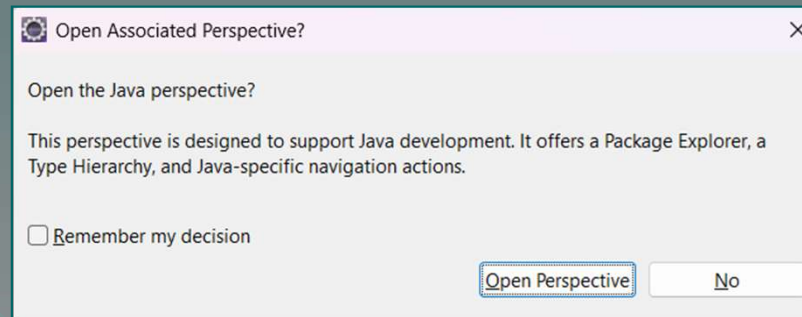 Open Associated Perspective?
Open the Java perspective?
This perspective is designed to support Java development. It offers a Package Explorer, a
Type Hierarchy, and Java-specific navigation actions.
Remember my decision
Open Perspective
No